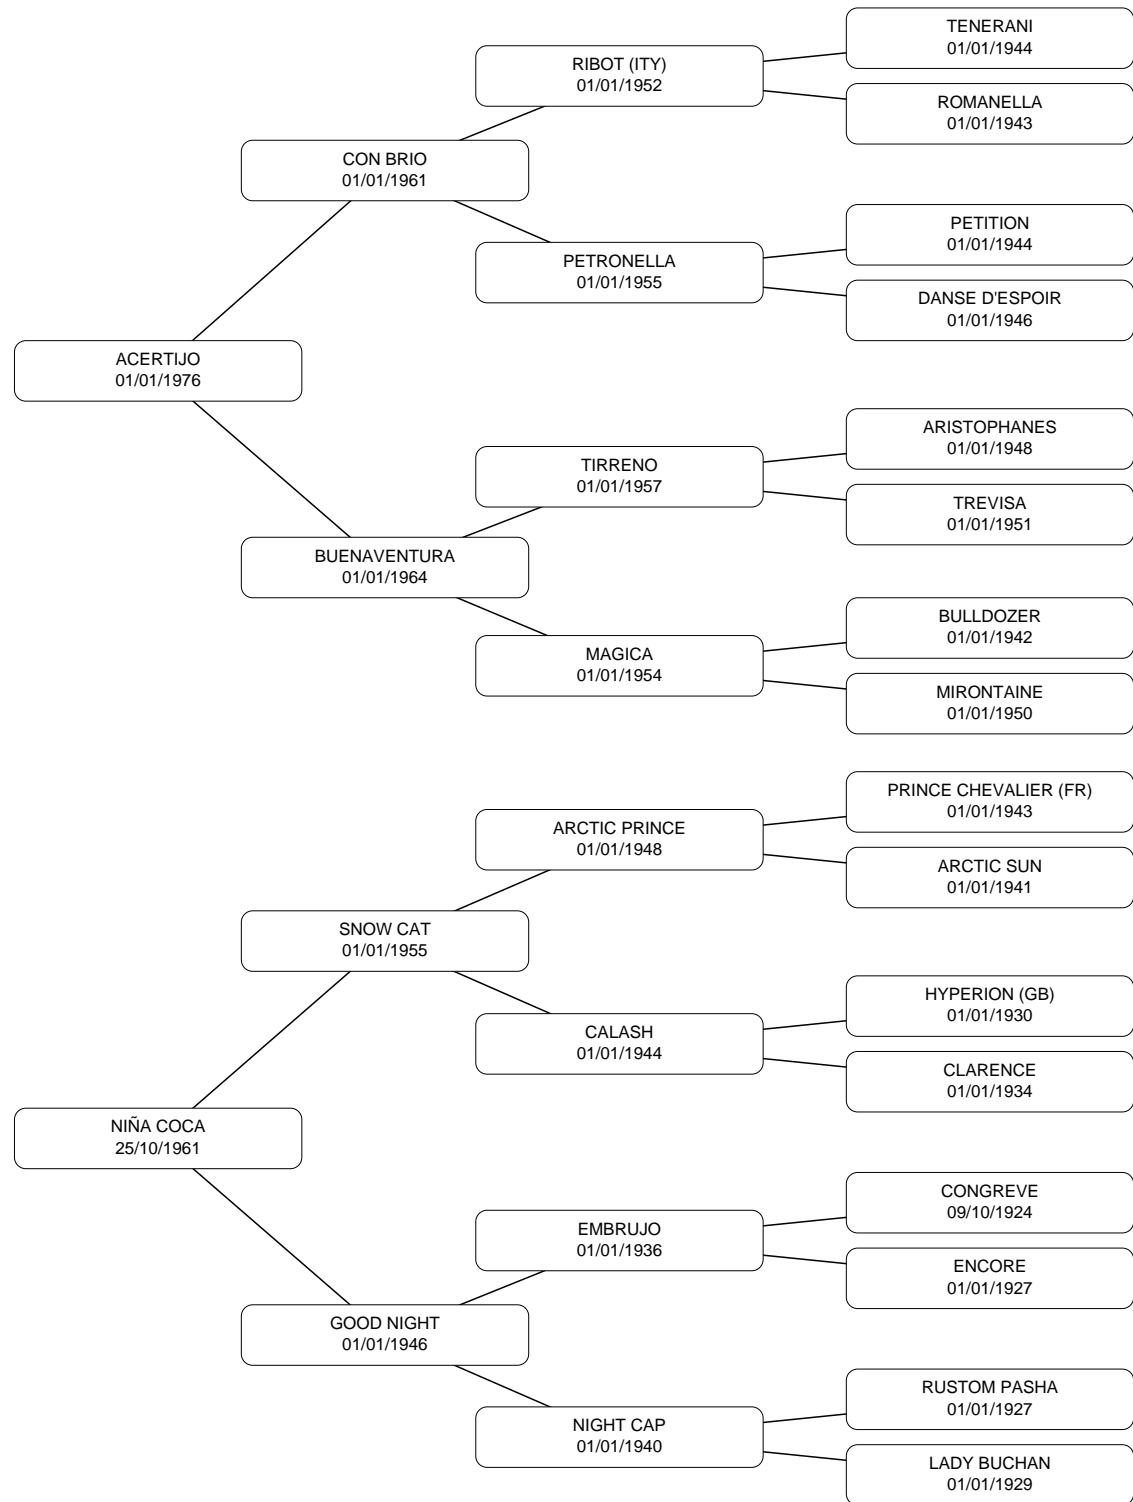 TENERANI
01/01/1944
RIBOT (ITY)
01/01/1952
ROMANELLA
01/01/1943
CON BRIO
01/01/1961
PETITION
01/01/1944
PETRONELLA
01/01/1955
DANSE D'ESPOIR
01/01/1946
ACERTIJO
01/01/1976
ARISTOPHANES
01/01/1948
TIRRENO
01/01/1957
TREVISA
01/01/1951
BUENAVENTURA
01/01/1964
BULLDOZER
01/01/1942
MAGICA
01/01/1954
MIRONTAINE
01/01/1950
PRINCE CHEVALIER (FR)
01/01/1943
ARCTIC PRINCE
01/01/1948
ARCTIC SUN
01/01/1941
SNOW CAT
01/01/1955
HYPERION (GB)
01/01/1930
CALASH
01/01/1944
CLARENCE
01/01/1934
NIÑA COCA
25/10/1961
CONGREVE
09/10/1924
EMBRUJO
01/01/1936
ENCORE
01/01/1927
GOOD NIGHT
01/01/1946
RUSTOM PASHA
01/01/1927
NIGHT CAP
01/01/1940
LADY BUCHAN
01/01/1929